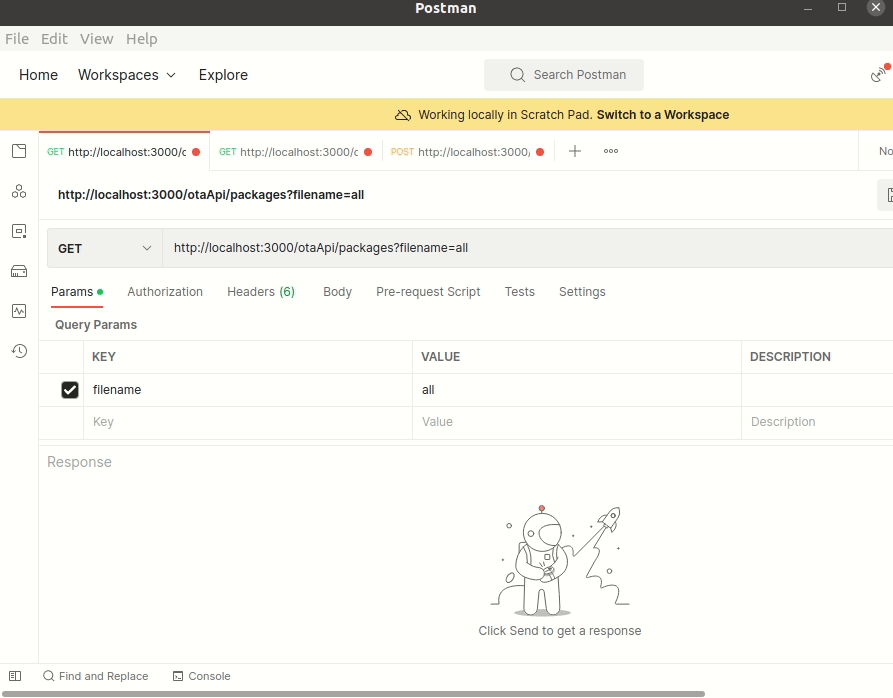 Postman
File Edit View Help
Home Workspaces Explore Search Postman
Working locally in Scratch Pad. Switch to a Workspace
GET http://localhost:3000/c GET http://localhost:3000/c POST http://localhost:3000, No
http://localhost:3000/otaApi/packages?filename=all
GET http://localhost:3000/otaApi/packages?filename=all
Params Authorization Headers (6) Body Pre-request Script Tests Settings
Query Params
KEY VALUE DESCRIPTION
filename all
Key Value Description
Response
Click Send to get a response
Find and Replace Console